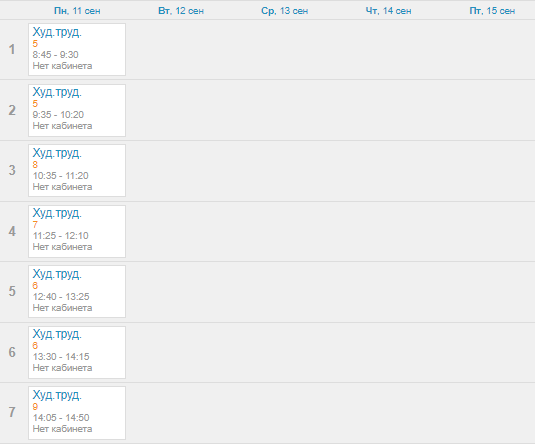 Пн, 11 сен Вт, 12 сен Ср, 13 сен Чт, 14 сен Пт, 15 сен
1
Худ.труд.
5
8:45 - 9:30
Нет кабинета
2
Худ.труд.
5
9:35 - 10:20
Нет кабинета
3
Худ.труд.
8
10:35 - 11:20
Нет кабинета
4
Худ.труд.
7
11:25 - 12:10
Нет кабинета
5
Худ.труд.
6
12:40 - 13:25
Нет кабинета
6
Худ.труд.
6
13:30 - 14:15
Нет кабинета
7
Худ.труд.
9
14:05 - 14:50
Нет кабинета